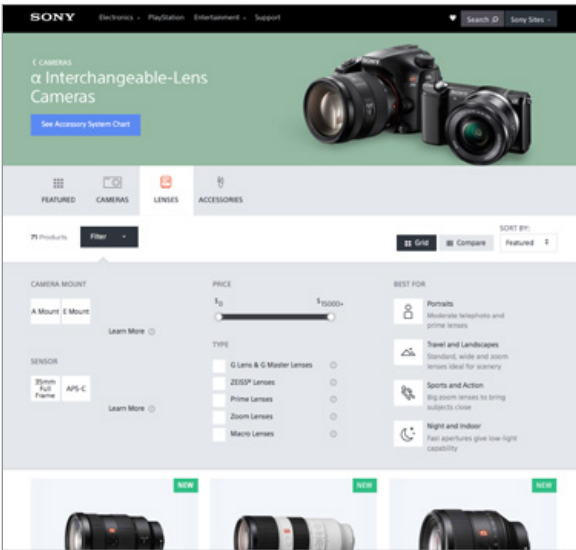 SONY
Electronics
PlayStation
Entertainment
Support
Search
Sony Sites
CAMERAS
α Interchangeable-Lens
Cameras
See Accessory System Chart
FEATURED
CAMERAS
LENSES
ACCESSORIES
71 Products
Filter
Grid
Compare
SORT BY:
Featured
CAMERA MOUNT
A Mount
E Mount
Learn More
SENSOR
35mm
Full
Frame
APS-C
Learn More
PRICE
$0
$15000+
TYPE
G Lens & G Master Lenses
ZEISS® Lenses
Prime Lenses
Zoom Lenses
Macro Lenses
BEST FOR
Portraits
Moderate telephoto and
prime lenses
Travel and Landscapes
Standard, wide and zoom
lenses ideal for scenery
Sports and Action
Big zoom lenses to bring
subjects close
Night and Indoor
Fast apertures give low-light
capability
NEW
NEW
NEW
SONY